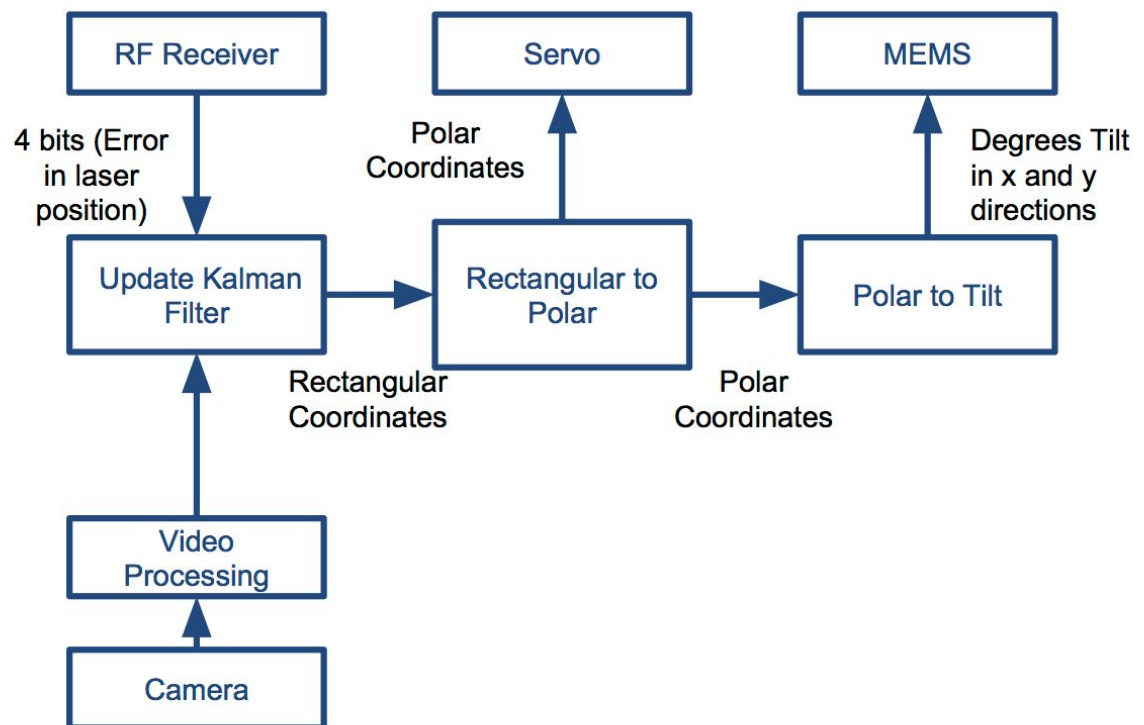 RF Receiver
Servo
MEMS
4 bits (Error
in laser
position)
Polar
Coordinates
Degrees Tilt
in x and y
directions
Update Kalman
Filter
Rectangular to
Polar
Polar to Tilt
Rectangular
Coordinates
Polar
Coordinates
Video
Processing
Camera